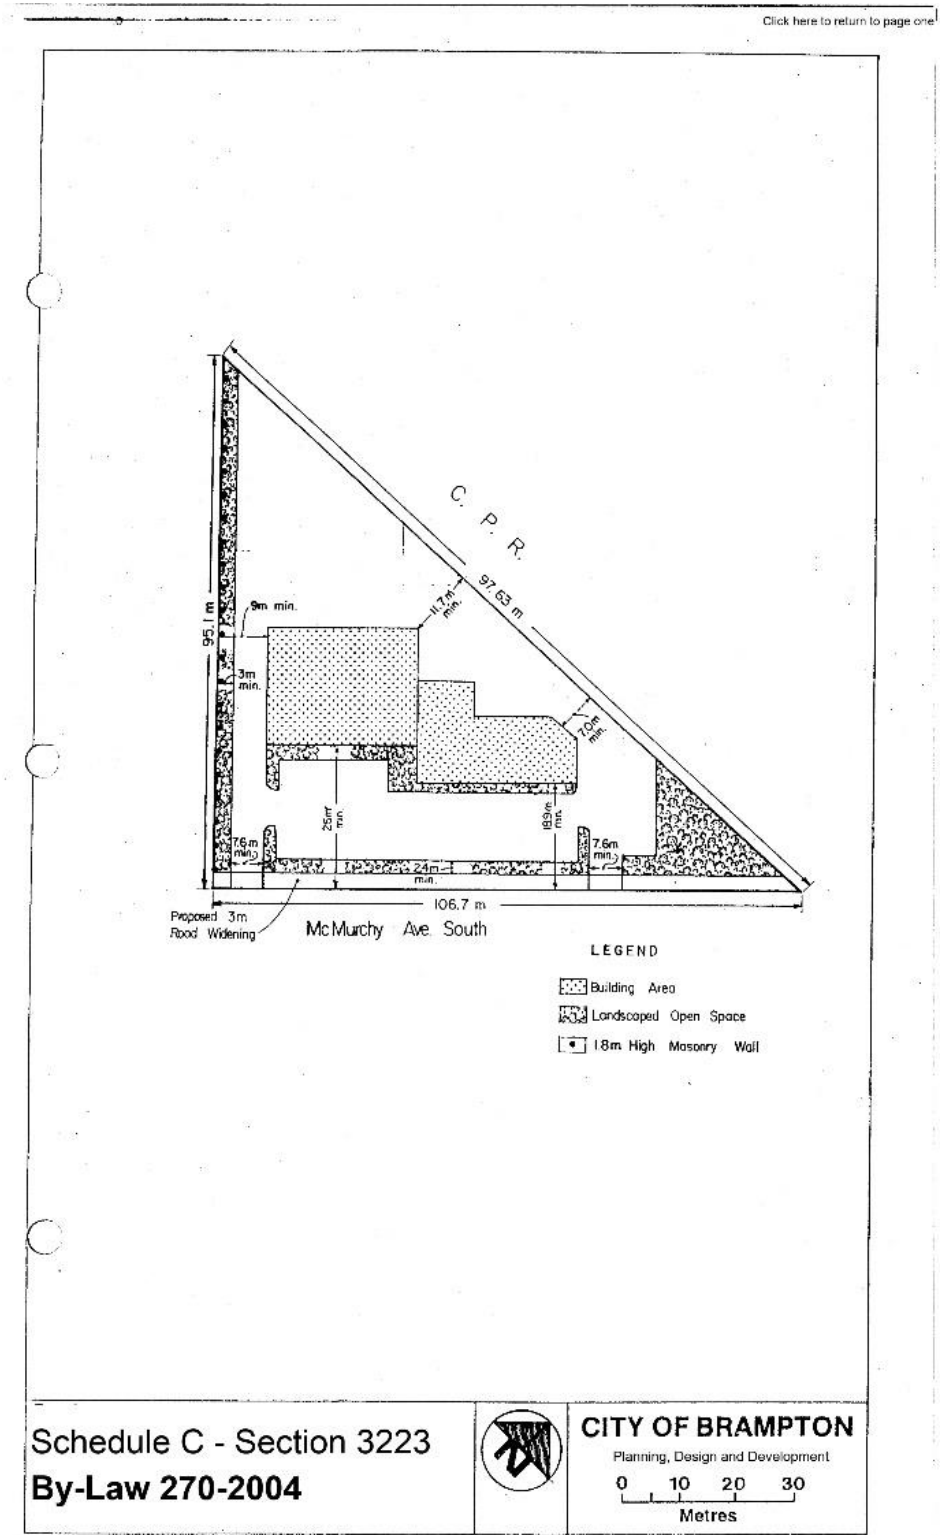 Click here to return to page one
C. P. R.
97.63 m
11.7m
min.
95.1 m
9m min.
3m
min.
7.0m
min.
25m
min.
18.9m
min.
7.6m
min.
7.6m
min.
2.4m
min.
106.7 m
Proposed 3m
Road Widening
McMurchy Ave. South
LEGEND
Building Area
Landscaped Open Space
1.8m High Masonry Wall
Schedule C - Section 3223
By-Law 270-2004
CITY OF BRAMPTON
Planning, Design and Development
0 10 20 30
Metres